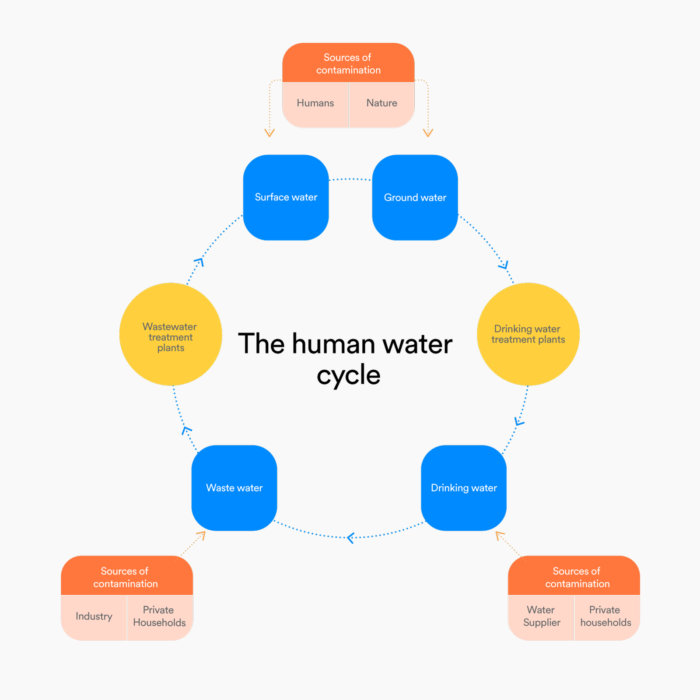 Sources of
contamination
Humans
Nature
Surface water
Ground water
Wastewater
treatment
plants
Drinking water
treatment plants
The human water
cycle
Waste water
Drinking water
Sources of
contamination
Industry
Private
Households
Sources of
contamination
Water
Supplier
Private
households